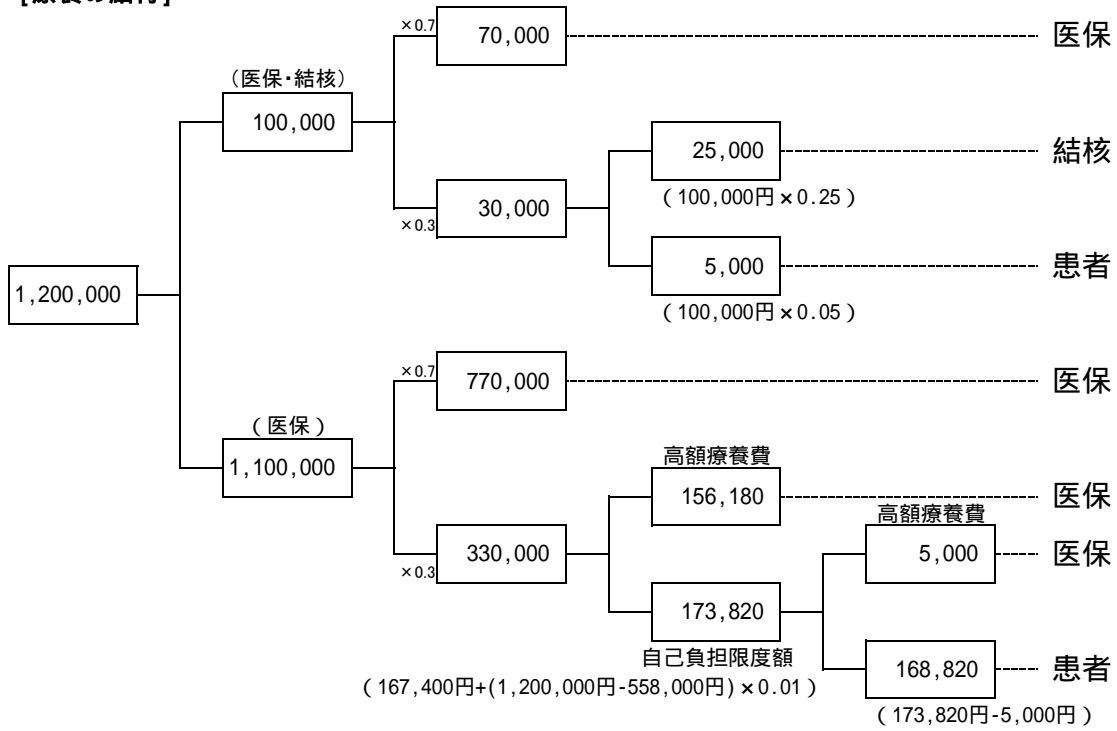 [療養の給付]
×0.7 70,000 医保
(医保・結核)
100,000
25,000 結核
×0.3 30,000 (100,000円×0.25)
5,000 患者
1,200,000 (100,000円×0.05)
×0.7 770,000 医保
(医保)
1,100,000
高額療養費
156,180 医保
高額療養費
×0.3 330,000 5,000 医保
173,820
自己負担限度額
168,820 患者
(167,400円+(1,200,000円-558,000円)×0.01)
(173,820円-5,000円)